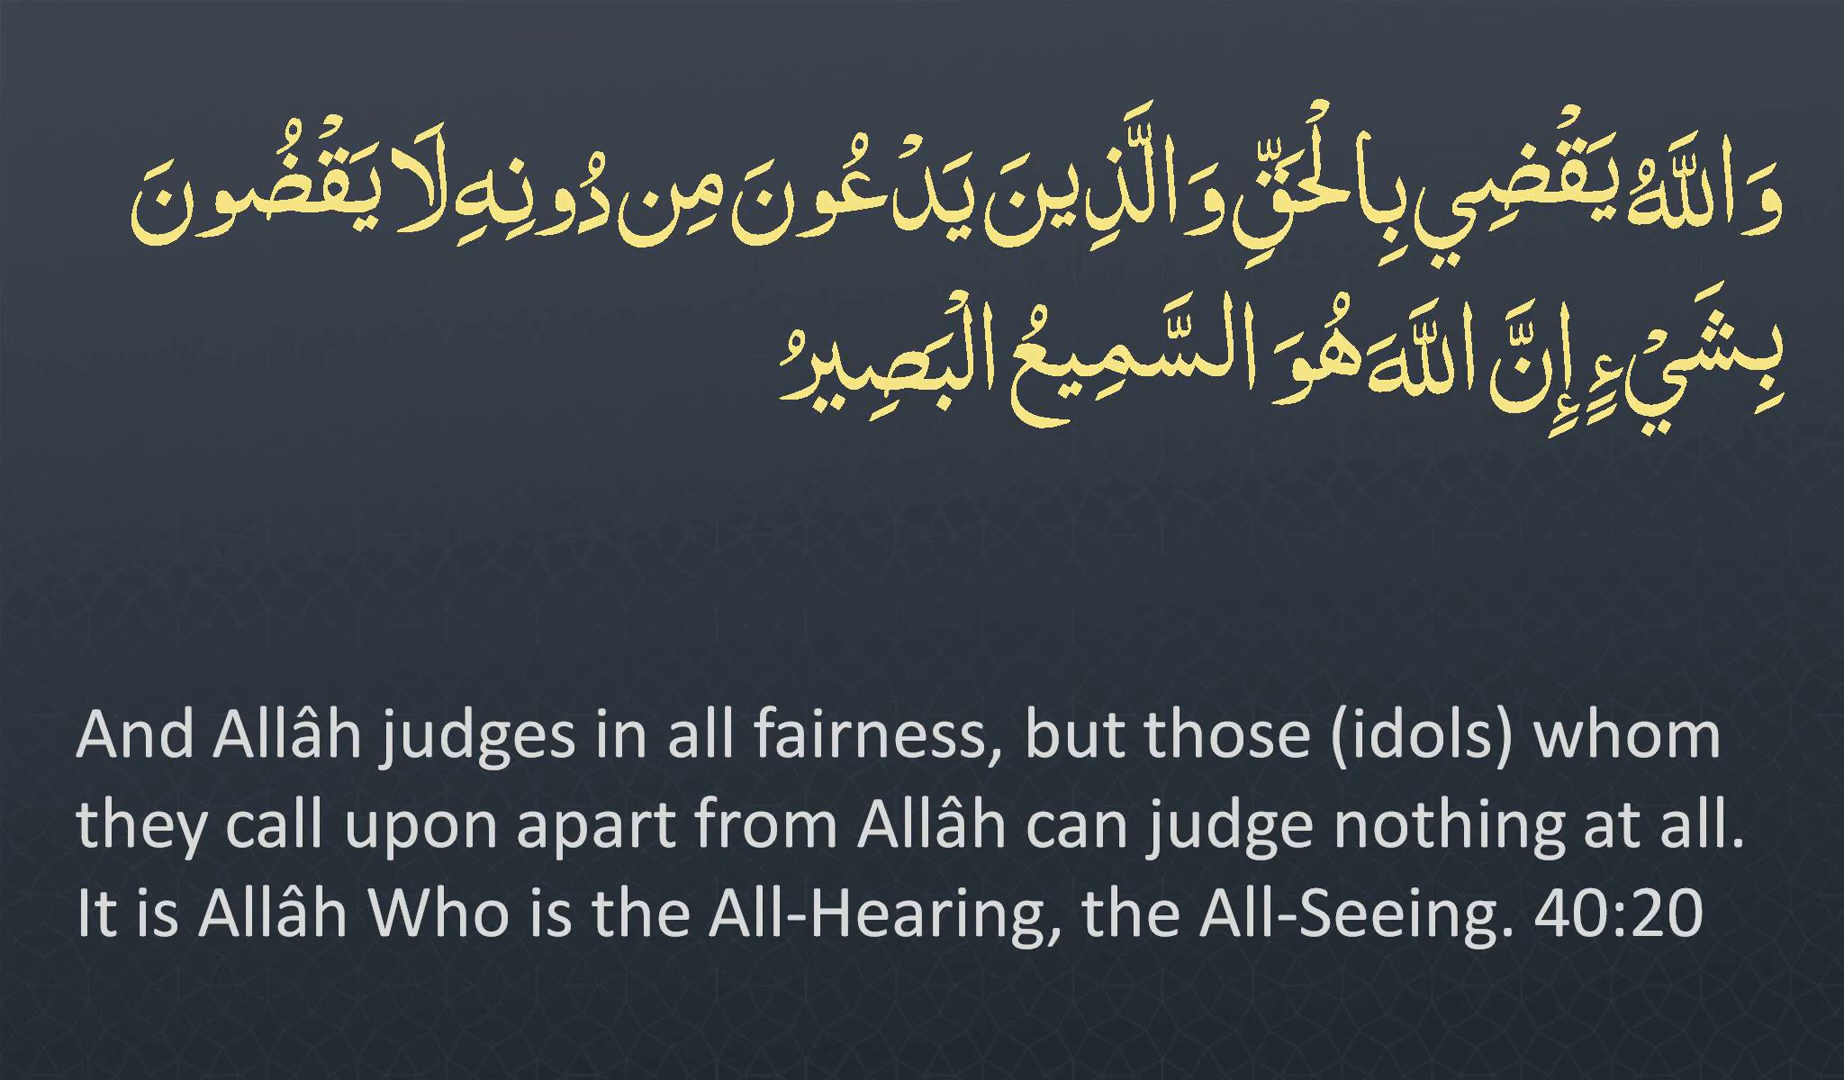 وَاللَّهُ يَقْضِي بِالْحَقِّ وَالَّذِينَ يَدْعُونَ مِن دُونِهِ لَا يَقْضُونَ
بِشَيْءٍ إِنَّ اللَّهَ هُوَ السَّمِيعُ الْبَصِيرُ
And Allâh judges in all fairness, but those (idols) whom
they call upon apart from Allâh can judge nothing at all.
It is Allâh Who is the All-Hearing, the All-Seeing. 40:20